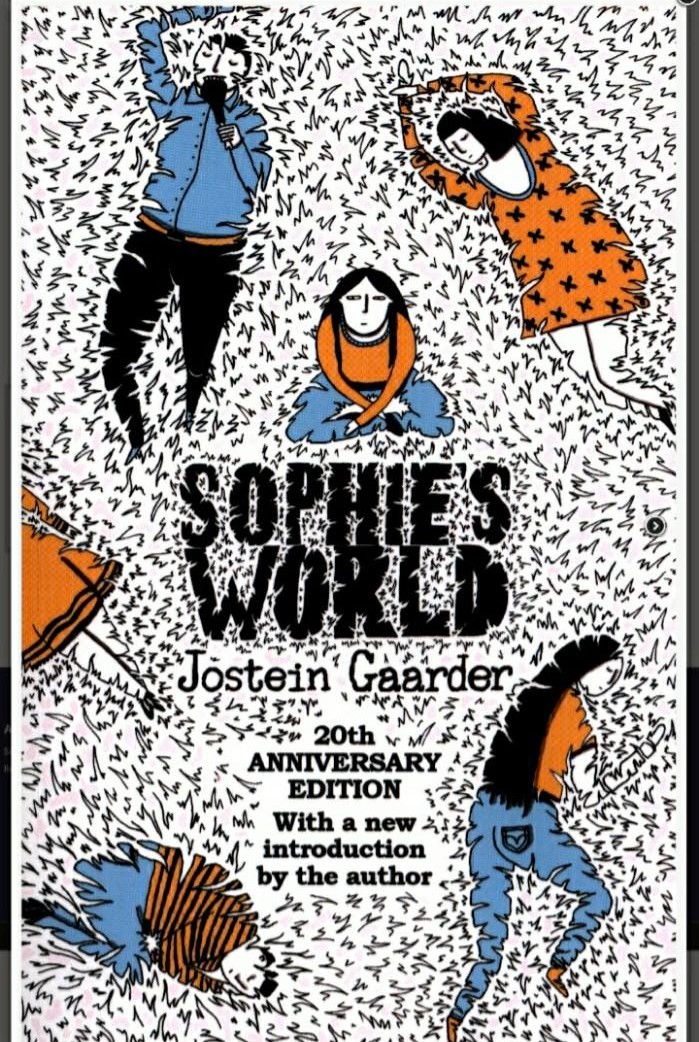 SOPHIE'S
WORLD
Jostein Gaarder
20th
ANNIVERSARY
EDITION
With a new
introduction
by the author